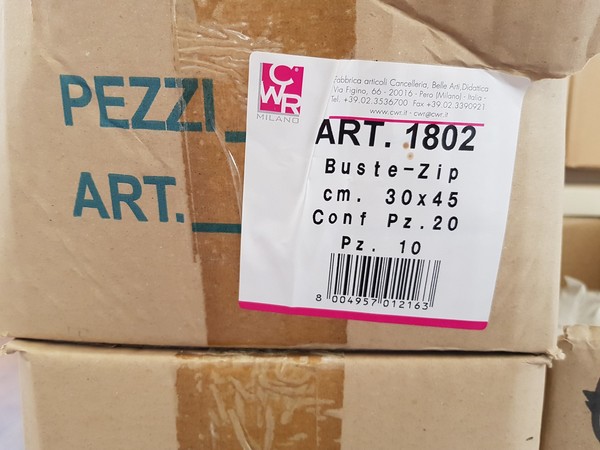 PEZZI_
ART._
CWR
MILANO
Fabbrica articoli Cancelleria, Belle Arti, Didattica
Via Figino, 66 - 20016 - Pero (Milano) - Italia -
Tel. +39.02.3536700 Fax +39.02.3390921
www.cwr.it - cwr@cwr.it
ART. 1802
Buste-Zip
cm. 30x45
Conf Pz.20
Pz. 10
8 004957 012163